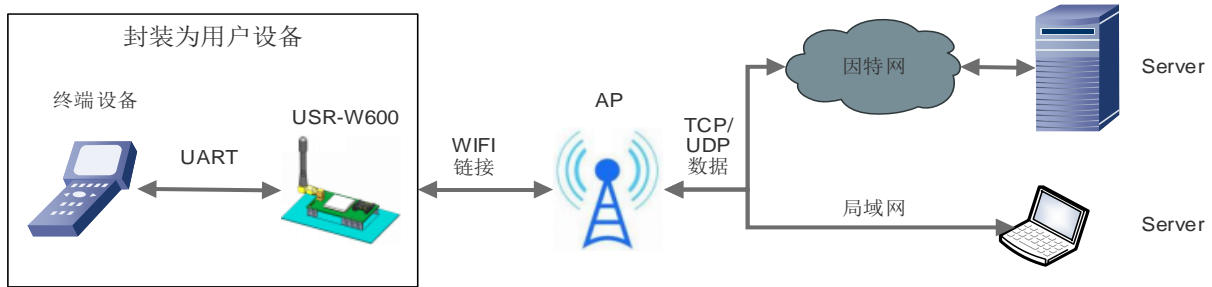 封装为用户设备
终端设备
USR-W600
UART
WIFI
链接
AP
TCP/
UDP
数据
因特网
Server
局域网
Server